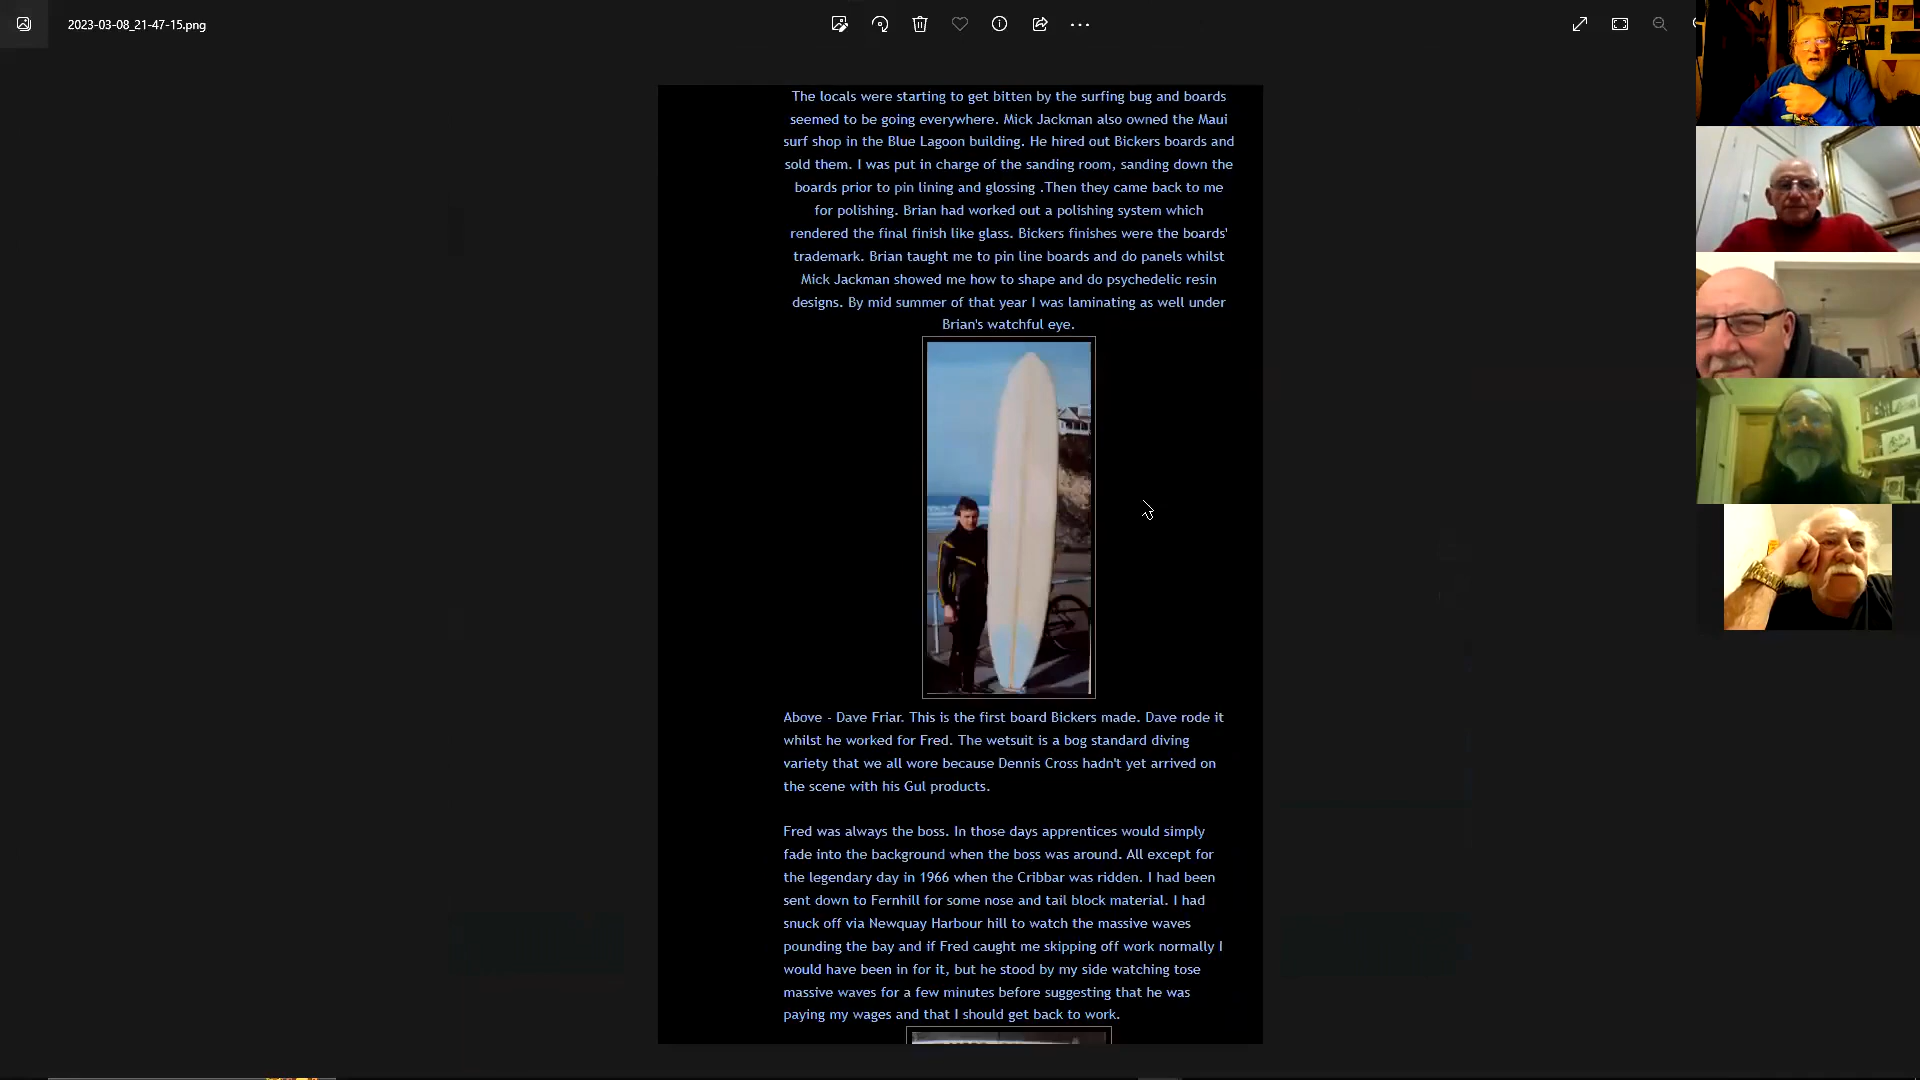 2023-03-08_21-47-15.png
The locals were starting to get bitten by the surfing bug and boards
seemed to be going everywhere. Mick Jackman also owned the Maui
surf shop in the Blue Lagoon building. He hired out Bickers boards and
sold them. I was put in charge of the sanding room, sanding down the
boards prior to pin lining and glossing .Then they came back to me
for polishing. Brian had worked out a polishing system which
rendered the final finish like glass. Bickers finishes were the boards'
trademark. Brian taught me to pin line boards and do panels whilst
Mick Jackman showed me how to shape and do psychedelic resin
designs. By mid summer of that year I was laminating as well under
Brian's watchful eye.
Above - Dave Friar. This is the first board Bickers made. Dave rode it
whilst he worked for Fred. The wetsuit is a bog standard diving
variety that we all wore because Dennis Cross hadn't yet arrived on
the scene with his Gul products.
Fred was always the boss. In those days apprentices would simply
fade into the background when the boss was around. All except for
the legendary day in 1966 when the Cribbar was ridden. I had been
sent down to Fernhill for some nose and tail block material. I had
snuck off via Newquay Harbour hill to watch the massive waves
pounding the bay and if Fred caught me skipping off work normally I
would have been in for it, but he stood by my side watching tose
massive waves for a few minutes before suggesting that he was
paying my wages and that I should get back to work.